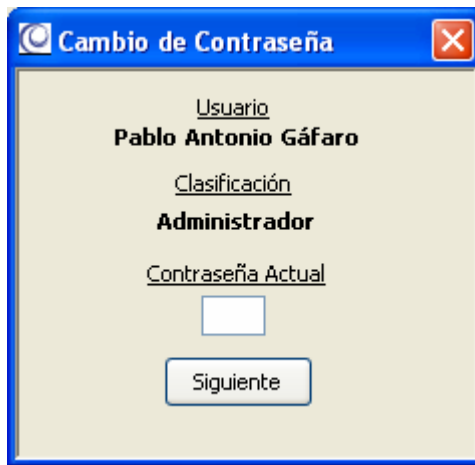 Cambio de Contraseña
Usuario
Pablo Antonio Gáfaro
Clasificación
Administrador
Contraseña Actual
Siguiente